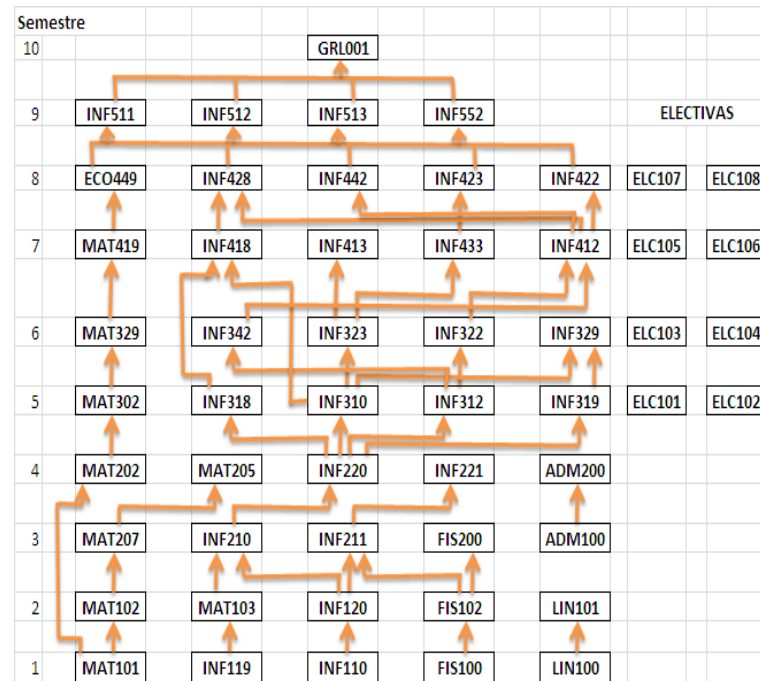 Semestre
10 GRL001
9 INF511 INF512 INF513 INF552 ELECTIVAS
8 ECO449 INF428 INF442 INF423 INF422 ELC107 ELC108
7 MAT419 INF418 INF413 INF433 INF412 ELC105 ELC106
6 MAT329 INF342 INF323 INF322 INF329 ELC103 ELC104
5 MAT302 INF318 INF310 INF312 INF319 ELC101 ELC102
4 MAT202 MAT205 INF220 INF221 ADM200
3 MAT207 INF210 INF211 FIS200 ADM100
2 MAT102 MAT103 INF120 FIS102 LIN101
1 MAT101 INF119 INF110 FIS100 LIN100